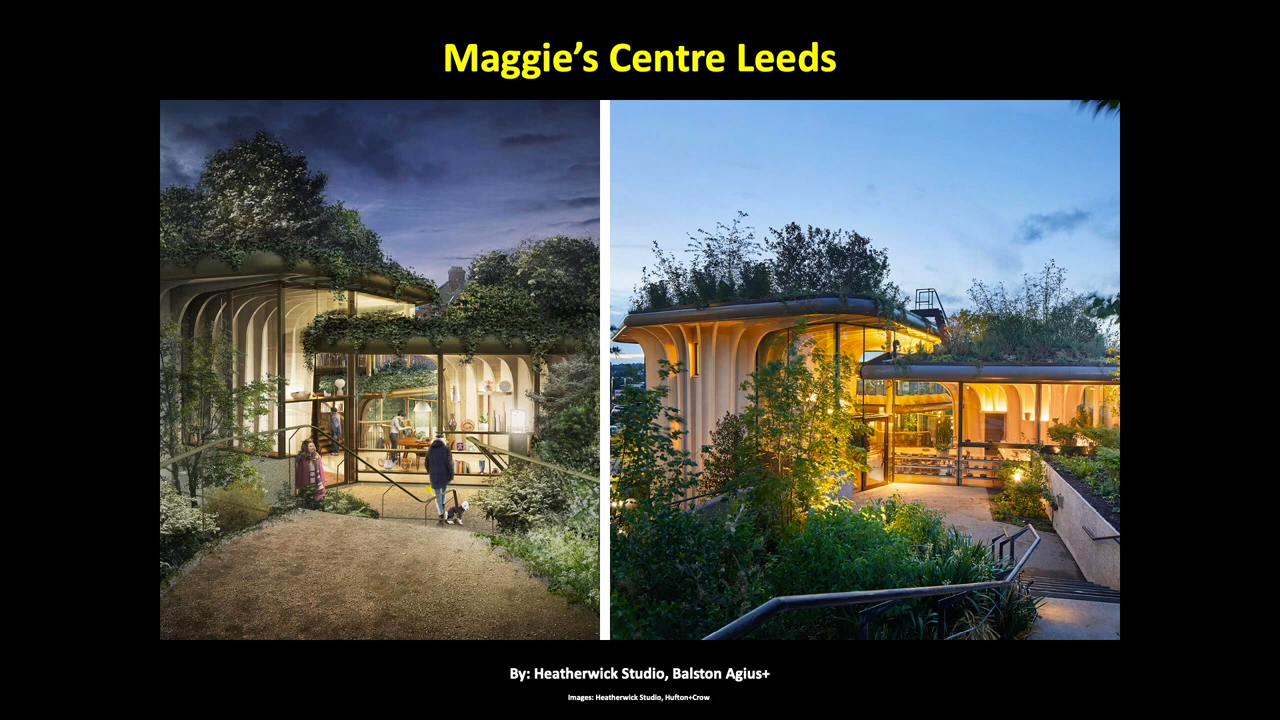 Maggie’s Centre Leeds
By: Heatherwick Studio, Balston Agius+
Images: Heatherwick Studio, Hufton+Crow